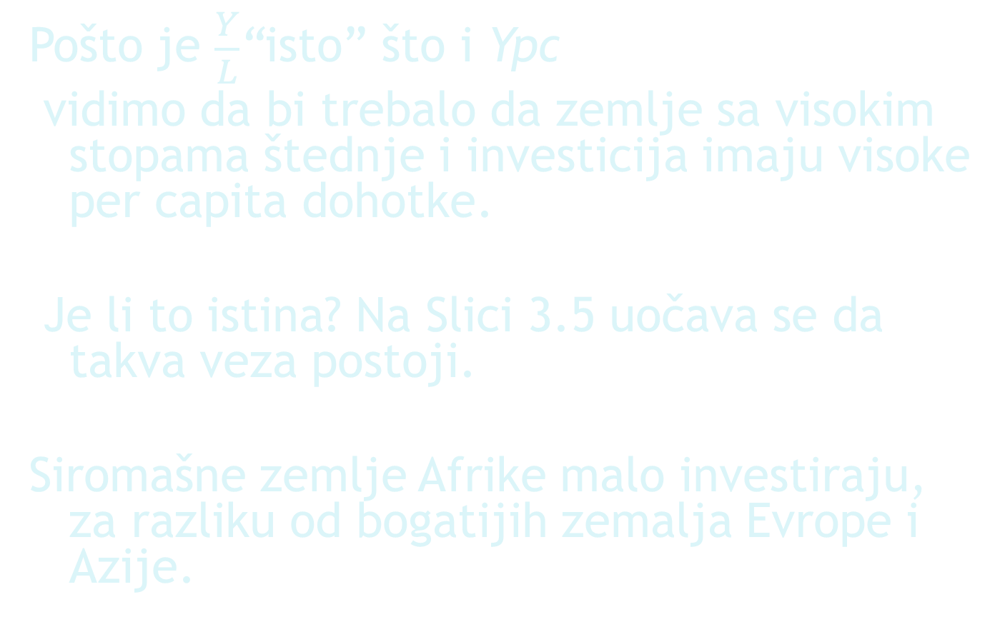 Pošto je Y/L “isto” što i Ypc
vidimo da bi trebalo da zemlje sa visokim
stopama štednje i investicija imaju visoke
per capita dohotke.
Je li to istina? Na Slici 3.5 uočava se da
takva veza postoji.
Siromašne zemlje Afrike malo investiraju,
za razliku od bogatijih zemalja Evrope i
Azije.